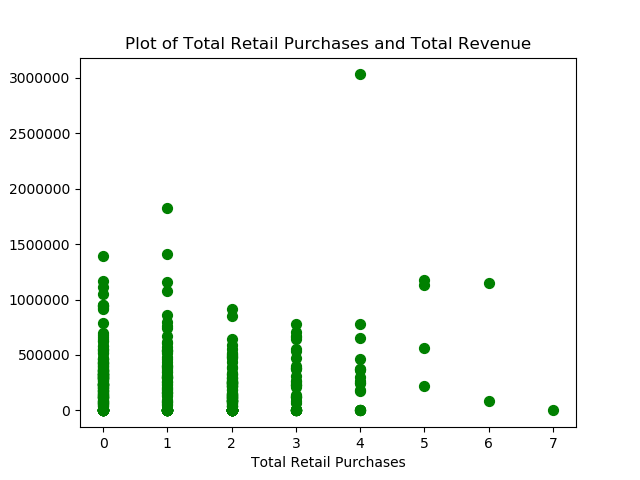 Plot of Total Retail Purchases and Total Revenue
3000000
2500000
2000000
1500000
1000000
500000
0
0 1 2 3 4 5 6 7
Total Retail Purchases